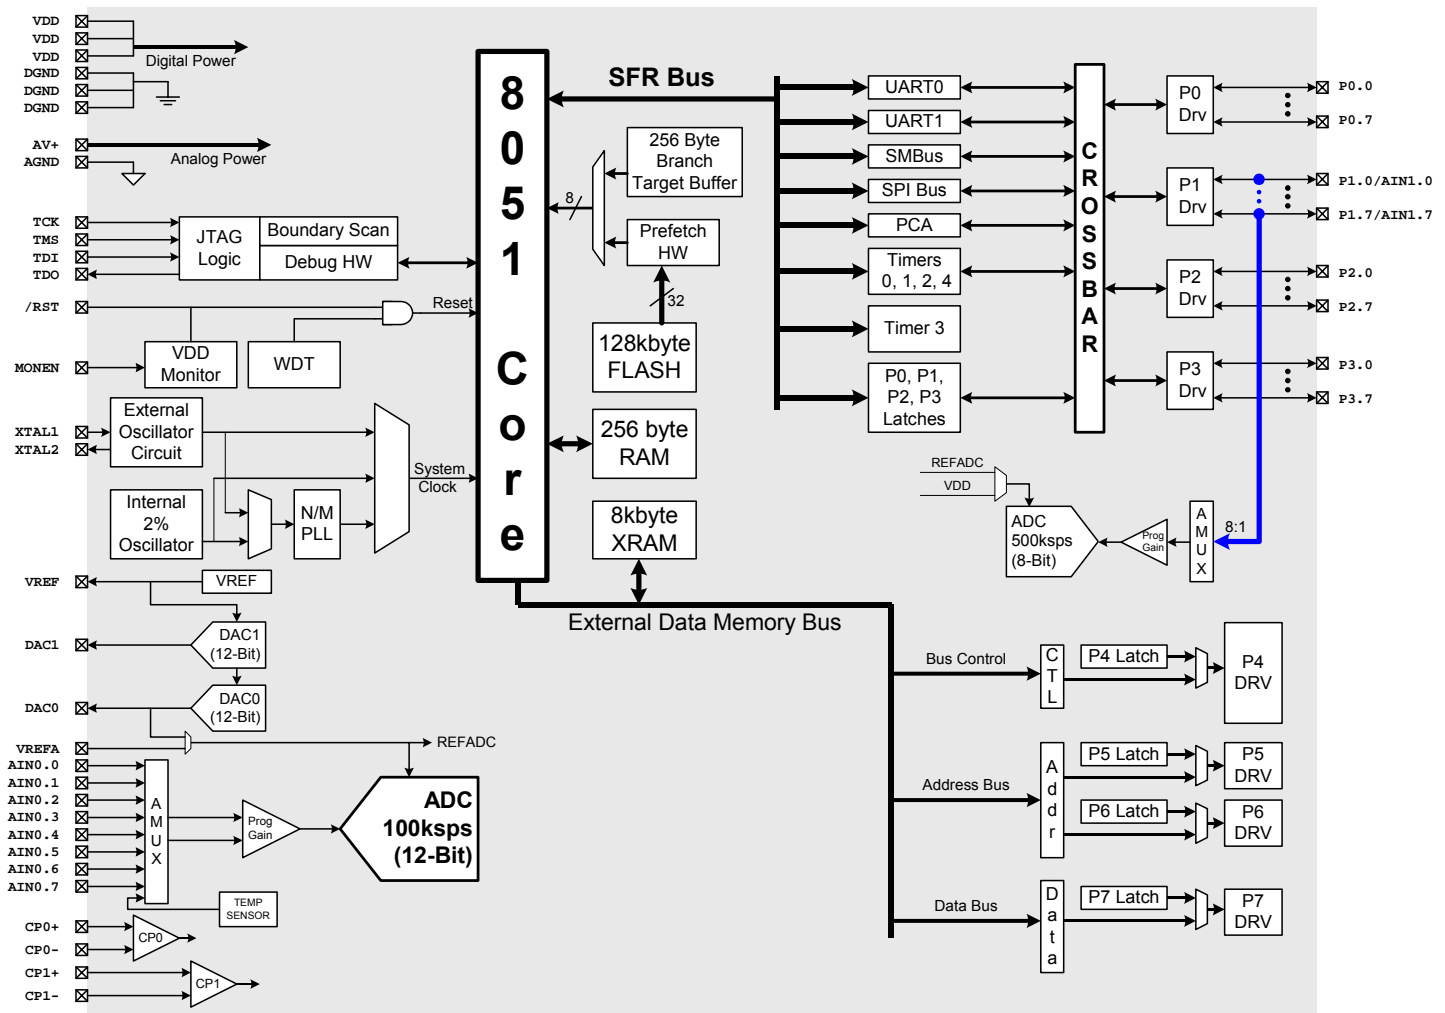 VDD
VDD
VDD
Digital Power
DGND
DGND
DGND
AV+
Analog Power
AGND
TCK
TMS
TDI
TDO
JTAG
Logic
Boundary Scan
Debug HW
/RST
Reset
MONEN
VDD
Monitor
WDT
XTAL1
XTAL2
External
Oscillator
Circuit
Internal
2%
Oscillator
N/M
PLL
System
Clock
VREF
VREF
DAC1
DAC1
(12-Bit)
DAC0
DAC0
(12-Bit)
VREFA
REFADC
AIN0.0
AIN0.1
AIN0.2
AIN0.3
AIN0.4
AIN0.5
AIN0.6
AIN0.7
A
M
U
X
Prog
Gain
ADC
100ksps
(12-Bit)
TEMP
SENSOR
CP0+
CP0-
CP0
CP1+
CP1-
CP1
8
0
5
1
C
o
r
e
SFR Bus
256 Byte
Branch
Target Buffer
8
Prefetch
HW
32
128kbyte
FLASH
256 byte
RAM
8kbyte
XRAM
External Data Memory Bus
UART0
UART1
SMBus
SPI Bus
PCA
Timers
0, 1, 2, 4
Timer 3
P0, P1,
P2, P3
Latches
C
R
O
S
S
B
A
R
P0
Drv
P0.0
P0.7
P1
Drv
P1.0/AIN1.0
P1.7/AIN1.7
P2
Drv
P2.0
P2.7
P3
Drv
P3.0
P3.7
REFADC
VDD
ADC
500ksps
(8-Bit)
Prog
Gain
A
M
U
X
8:1
Bus Control
C
T
L
P4 Latch
P4
DRV
Address Bus
A
d
d
r
P5 Latch
P5
DRV
P6 Latch
P6
DRV
Data Bus
D
a
t
a
P7 Latch
P7
DRV